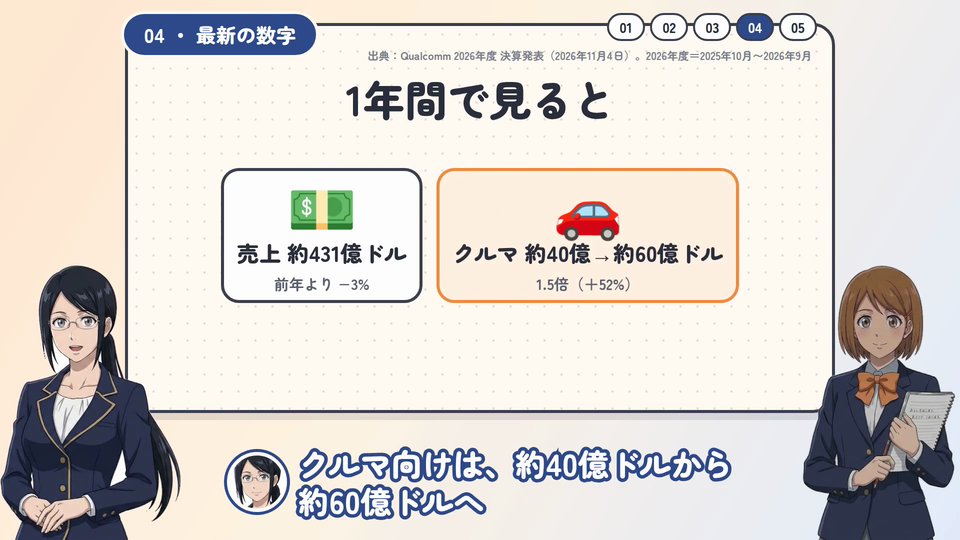 04 ・ 最新の数字
01 02 03 04 05
出典：Qualcomm 2026年度 決算発表（2026年11月4日）。2026年度＝2025年10月〜2026年9月
1年間で見ると
売上 約431億ドル
前年より −3%
クルマ 約40億→約60億ドル
1.5倍（＋52%）
クルマ向けは、約40億ドルから
約60億ドルへ